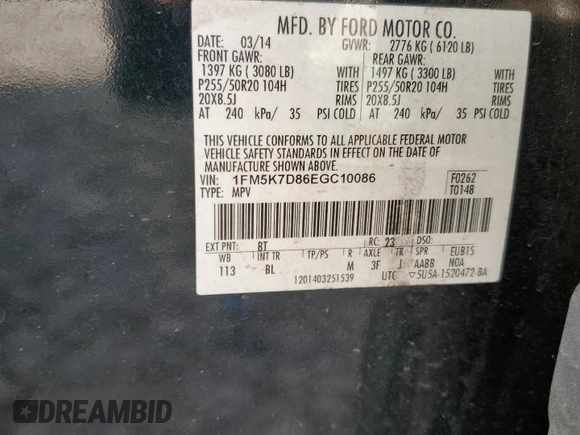 MFD. BY FORD MOTOR CO.
DATE: 03/14 GVWR: 2776 KG ( 6120 LB)
FRONT GAWR: REAR GAWR:
1397 KG ( 3080 LB) WITH 1497 KG ( 3300 LB) WITH
P255/50R20 104H TIRES P255/50R20 104H TIRES
20X8.5J RIMS 20X8.5J RIMS
AT 240 kPa/ 35 PSI COLD AT 240 kPa/ 35 PSI COLD
THIS VEHICLE CONFORMS TO ALL APPLICABLE FEDERAL MOTOR
VEHICLE SAFETY STANDARDS IN EFFECT ON THE DATE OF
MANUFACTURE SHOWN ABOVE.
VIN: 1FM5K7D86EGC10086 F0262
TYPE: MPV T0148
EXT PNT: BT RC: 23 DSO:
WB INT TR TP/PS R AXLE TR SPR EUB15
113 BL M 3F J AABB NOA
1201403251539 UTC 5U5A-1520472-BA
DREAMBID